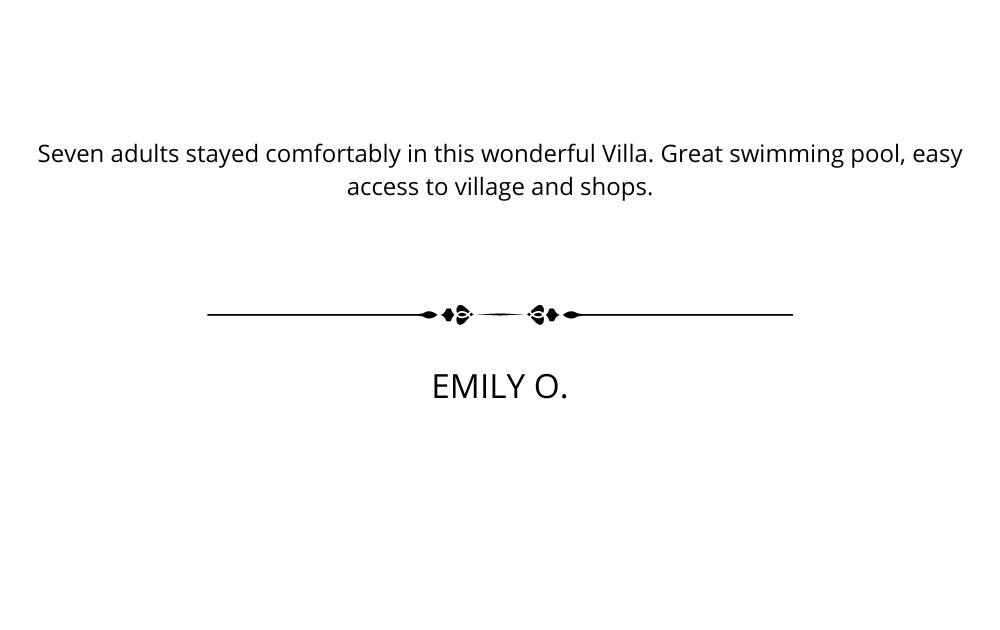 Seven adults stayed comfortably in this wonderful Villa. Great swimming pool, easy
access to village and shops.
EMILY O.